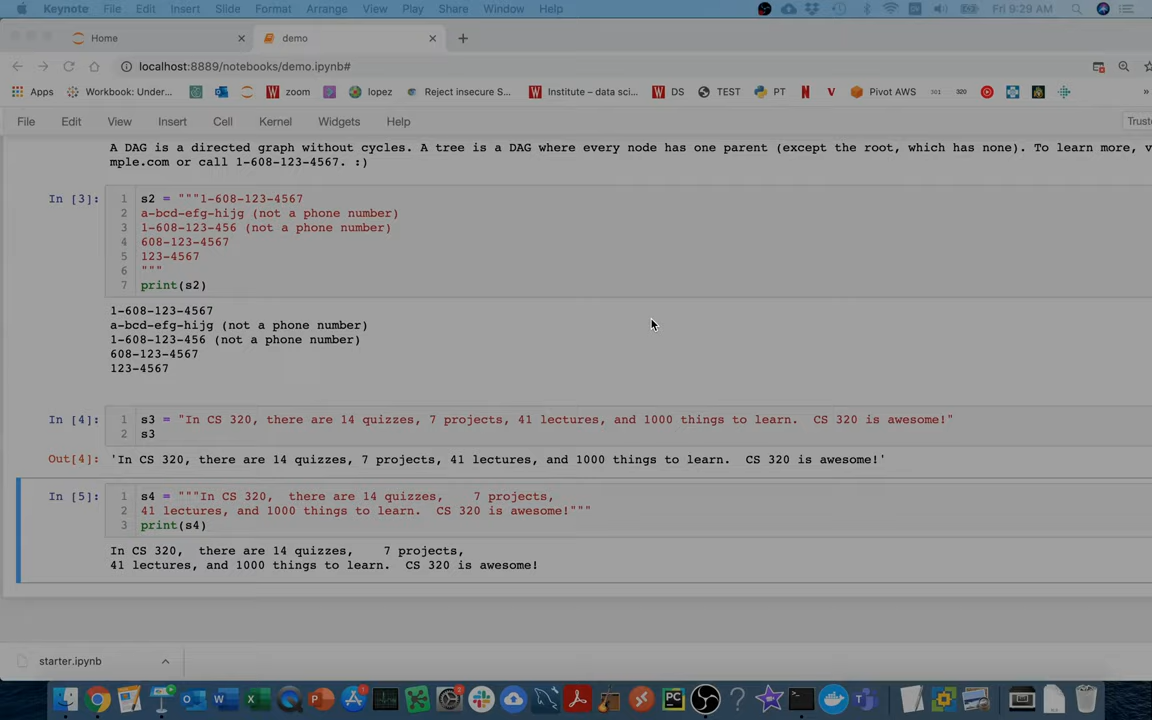 Keynote File Edit Insert Slide Format Arrange View Play Share Window Help Fri 9:29 AM
Home demo
localhost:8889/notebooks/demo.ipynb#
Apps Workbook: Under... zoom lopez Reject insecure S... Institute – data sci... DS TEST PT Pivot AWS 301 320 »
File Edit View Insert Cell Kernel Widgets Help Trust
A DAG is a directed graph without cycles. A tree is a DAG where every node has one parent (except the root, which has none). To learn more, v
mple.com or call 1-608-123-4567. :)
In [3]: 1 s2 = """1-608-123-4567
2 a-bcd-efg-hijg (not a phone number)
3 1-608-123-456 (not a phone number)
4 608-123-4567
5 123-4567
6 """
7 print(s2)
1-608-123-4567
a-bcd-efg-hijg (not a phone number)
1-608-123-456 (not a phone number)
608-123-4567
123-4567
In [4]: 1 s3 = "In CS 320, there are 14 quizzes, 7 projects, 41 lectures, and 1000 things to learn.  CS 320 is awesome!"
2 s3
Out[4]: 'In CS 320, there are 14 quizzes, 7 projects, 41 lectures, and 1000 things to learn.  CS 320 is awesome!'
In [5]: 1 s4 = """In CS 320,  there are 14 quizzes,    7 projects,
2 41 lectures, and 1000 things to learn.  CS 320 is awesome!"""
3 print(s4)
In CS 320,  there are 14 quizzes,    7 projects,
41 lectures, and 1000 things to learn.  CS 320 is awesome!
starter.ipynb